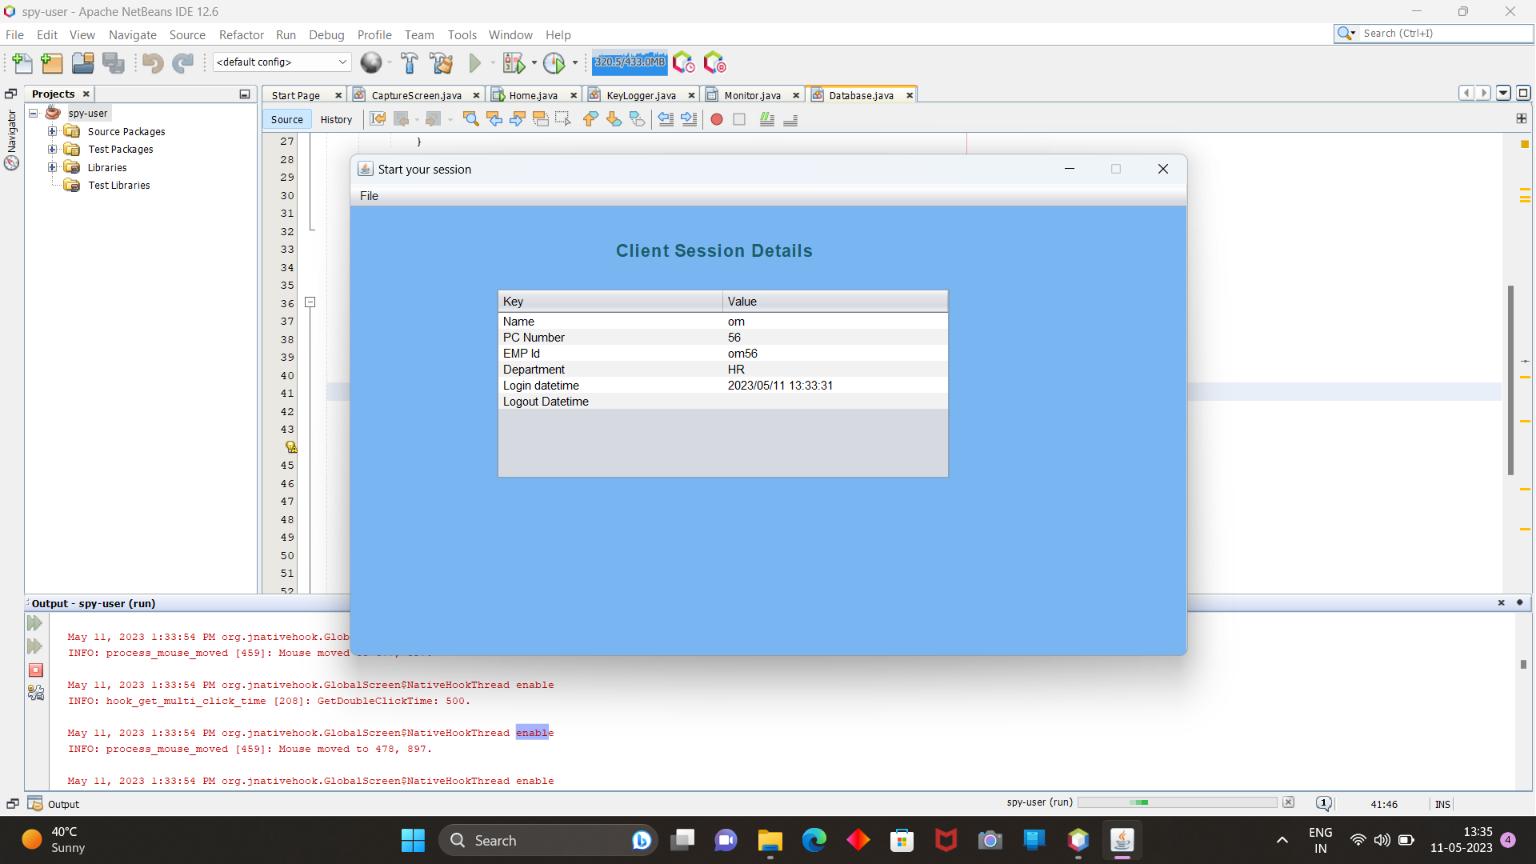 spy-user - Apache NetBeans IDE 12.6
File Edit View Navigate Source Refactor Run Debug Profile Team Tools Window Help
Search (Ctrl+I)
<default config>
320.5/433.0MB
Projects
Start Page CaptureScreen.java Home.java KeyLogger.java Monitor.java Database.java
Navigator
spy-user
Source Packages
Test Packages
Libraries
Test Libraries
Source History
27 }
28
29
30
31
32
33
34
35
36
37
38
39
40
41
42
43
45
46
47
48
49
50
51
52
Start your session
File
Client Session Details
Key Value
Name om
PC Number 56
EMP Id om56
Department HR
Login datetime 2023/05/11 13:33:31
Logout Datetime
Output - spy-user (run)
May 11, 2023 1:33:54 PM org.jnativehook.Glob
INFO: process_mouse_moved [459]: Mouse moved
May 11, 2023 1:33:54 PM org.jnativehook.GlobalScreen$NativeHookThread enable
INFO: hook_get_multi_click_time [208]: GetDoubleClickTime: 500.
May 11, 2023 1:33:54 PM org.jnativehook.GlobalScreen$NativeHookThread enable
INFO: process_mouse_moved [459]: Mouse moved to 478, 897.
May 11, 2023 1:33:54 PM org.jnativehook.GlobalScreen$NativeHookThread enable
Output
spy-user (run)
1
41:46
INS
40°C
Sunny
Search
ENG
IN
13:35
11-05-2023
4